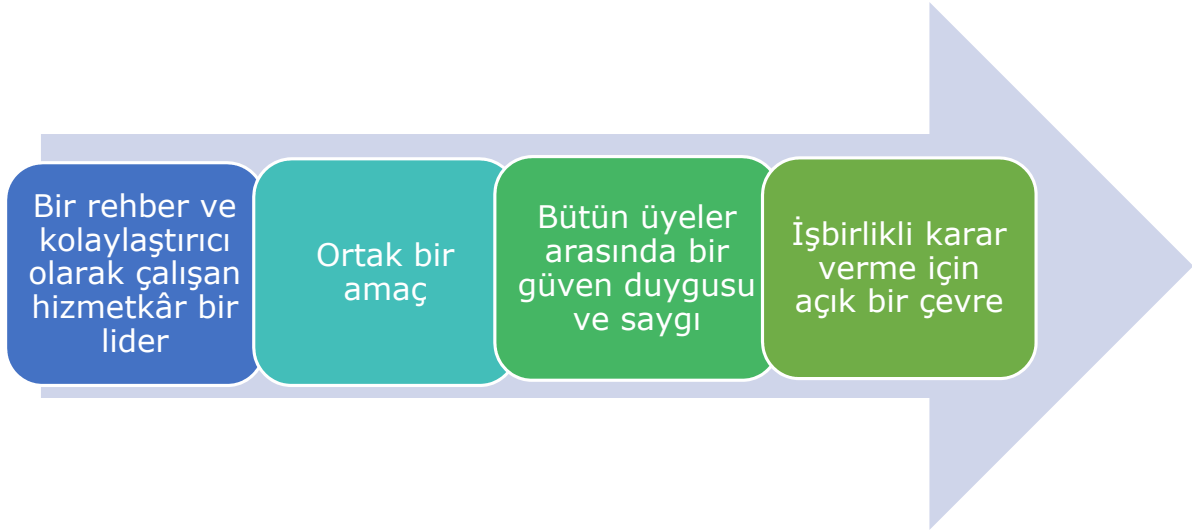 Bir rehber ve
kolaylaştırıcı
olarak çalışan
hizmetkâr bir
lider
Ortak bir
amaç
Bütün üyeler
arasında bir
güven duygusu
ve saygı
İşbirlikli karar
verme için
açık bir çevre